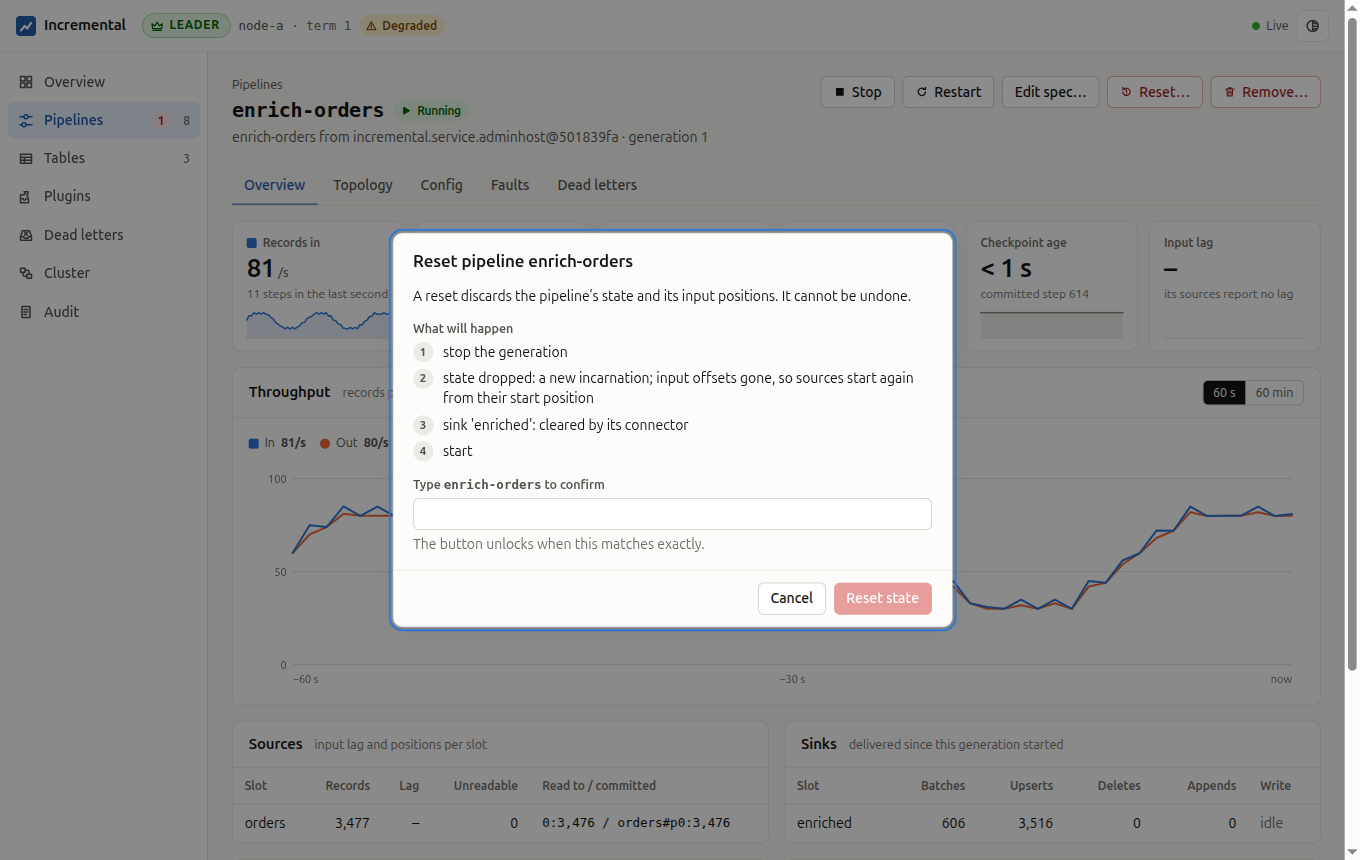 Incremental
LEADER
node-a · term 1
Degraded
Live
Overview
Pipelines 1 8
Tables 3
Plugins
Dead letters
Cluster
Audit
Pipelines
enrich-orders
Running
enrich-orders from incremental.service.adminhost@501839fa · generation 1
Stop
Restart
Edit spec…
Reset…
Remove…
Overview
Topology
Config
Faults
Dead letters
Records in
81 /s
11 steps in the last second
Checkpoint age
< 1 s
committed step 614
Input lag
–
its sources report no lag
Throughput
60 s
60 min
In 81/s
Out 80/s
100
50
0
−60 s
−30 s
now
Reset pipeline enrich-orders
A reset discards the pipeline’s state and its input positions. It cannot be undone.
What will happen
1 stop the generation
2 state dropped: a new incarnation; input offsets gone, so sources start again
from their start position
3 sink 'enriched': cleared by its connector
4 start
Type enrich-orders to confirm
The button unlocks when this matches exactly.
Cancel
Reset state
Sources input lag and positions per slot
Slot Records Lag Unreadable Read to / committed
orders 3,477 – 0 0:3,476 / orders#p0:3,476
Sinks delivered since this generation started
Slot Batches Upserts Deletes Appends Write
enriched 606 3,516 0 0 idle